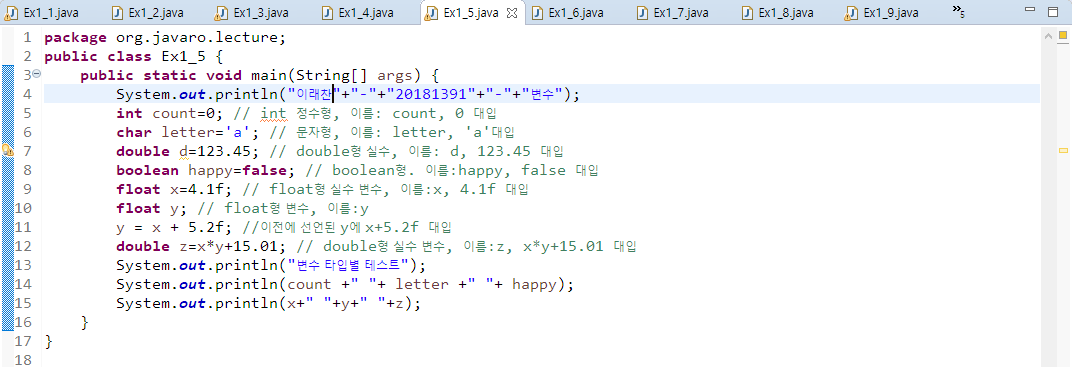 Ex1_1.java Ex1_2.java Ex1_3.java Ex1_4.java Ex1_5.java Ex1_6.java Ex1_7.java Ex1_8.java Ex1_9.java »5
1 package org.javaro.lecture;
2 public class Ex1_5 {
3 public static void main(String[] args) {
4 System.out.println("이래찬"+"-"+"20181391"+"-"+"변수");
5 int count=0; // int 정수형, 이름: count, 0 대입
6 char letter='a'; // 문자형, 이름: letter, 'a'대입
7 double d=123.45; // double형 실수, 이름: d, 123.45 대입
8 boolean happy=false; // boolean형. 이름:happy, false 대입
9 float x=4.1f; // float형 실수 변수, 이름:x, 4.1f 대입
10 float y; // float형 변수, 이름:y
11 y = x + 5.2f; //이전에 선언된 y에 x+5.2f 대입
12 double z=x*y+15.01; // double형 실수 변수, 이름:z, x*y+15.01 대입
13 System.out.println("변수 타입별 테스트");
14 System.out.println(count +" "+ letter +" "+ happy);
15 System.out.println(x+" "+y+" "+z);
16 }
17 }
18